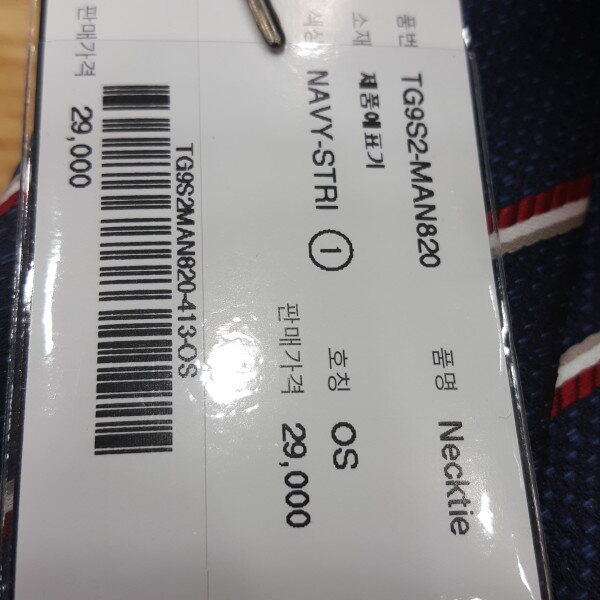 품번 TG9S2-MAN820 품명 Necktie
소재 제품에표기
색상 NAVY-STRI ① 호칭 OS
판매가격 29,000
TG9S2MAN820-413-OS
판매가격 29,000